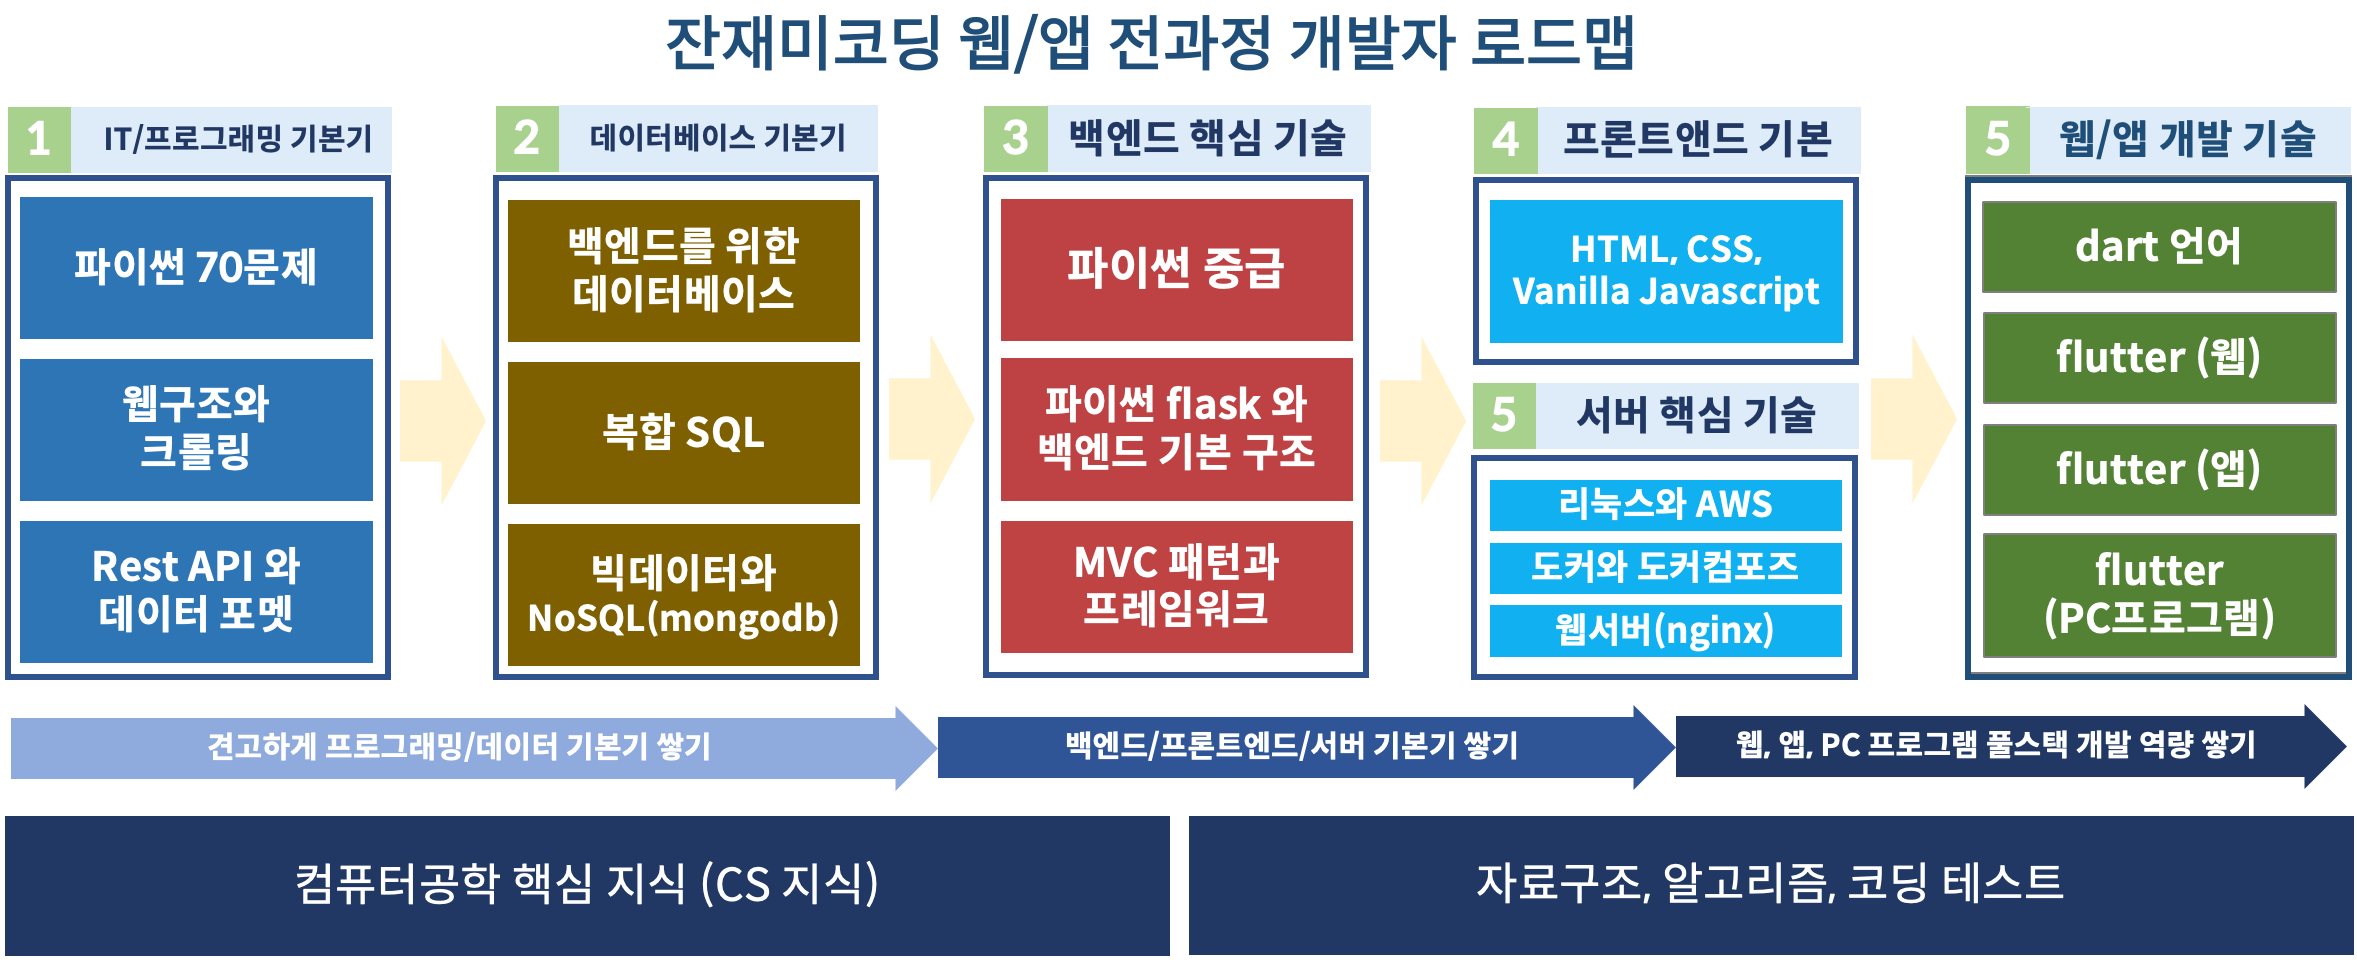 잔재미코딩 웹/앱 전과정 개발자 로드맵
1
IT/프로그래밍 기본기
파이썬 70문제
웹구조와
크롤링
Rest API 와
데이터 포멧
2
데이터베이스 기본기
백엔드를 위한
데이터베이스
복합 SQL
빅데이터와
NoSQL(mongodb)
3
백엔드 핵심 기술
파이썬 중급
파이썬 flask 와
백엔드 기본 구조
MVC 패턴과
프레임워크
4
프론트앤드 기본
HTML, CSS,
Vanilla Javascript
5
서버 핵심 기술
리눅스와 AWS
도커와 도커컴포즈
웹서버(nginx)
5
웹/앱 개발 기술
dart 언어
flutter (웹)
flutter (앱)
flutter
(PC프로그램)
견고하게 프로그래밍/데이터 기본기 쌓기
백엔드/프론트엔드/서버 기본기 쌓기
웹, 앱, PC 프로그램 풀스택 개발 역량 쌓기
컴퓨터공학 핵심 지식 (CS 지식)
자료구조, 알고리즘, 코딩 테스트